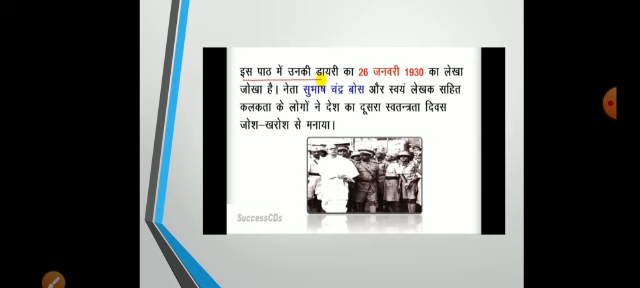 इस पाठ में उनकी डायरी का 26 जनवरी 1930 का लेखा
जोखा है। नेता सुभाष चंद्र बोस और स्वयं लेखक सहित
कलकता के लोगों ने देश का दूसरा स्वतन्त्रता दिवस
जोश-खरोश से मनाया।
SuccessCDs